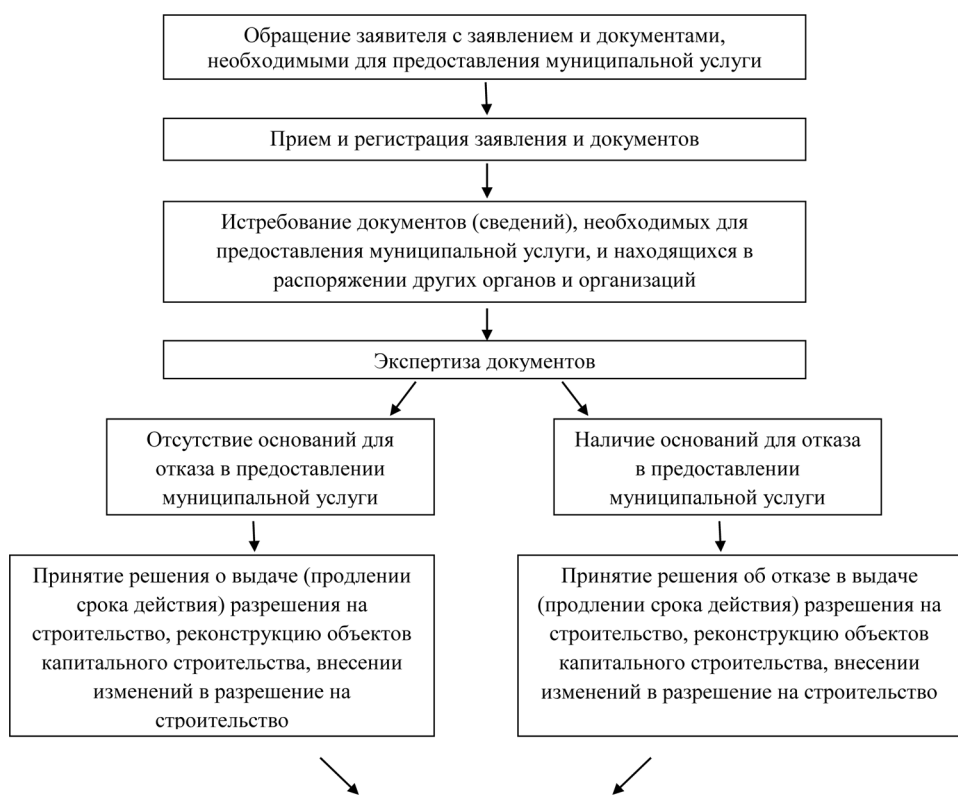 Обращение заявителя с заявлением и документами,
необходимыми для предоставления муниципальной услуги
Прием и регистрация заявления и документов
Истребование документов (сведений), необходимых для
предоставления муниципальной услуги, и находящихся в
распоряжении других органов и организаций
Экспертиза документов
Отсутствие оснований для
отказа в предоставлении
муниципальной услуги
Наличие оснований для отказа
в предоставлении
муниципальной услуги
Принятие решения о выдаче (продлении
срока действия) разрешения на
строительство, реконструкцию объектов
капитального строительства, внесении
изменений в разрешение на
строительство
Принятие решения об отказе в выдаче
(продлении срока действия) разрешения на
строительство, реконструкцию объектов
капитального строительства, внесении
изменений в разрешение на строительство